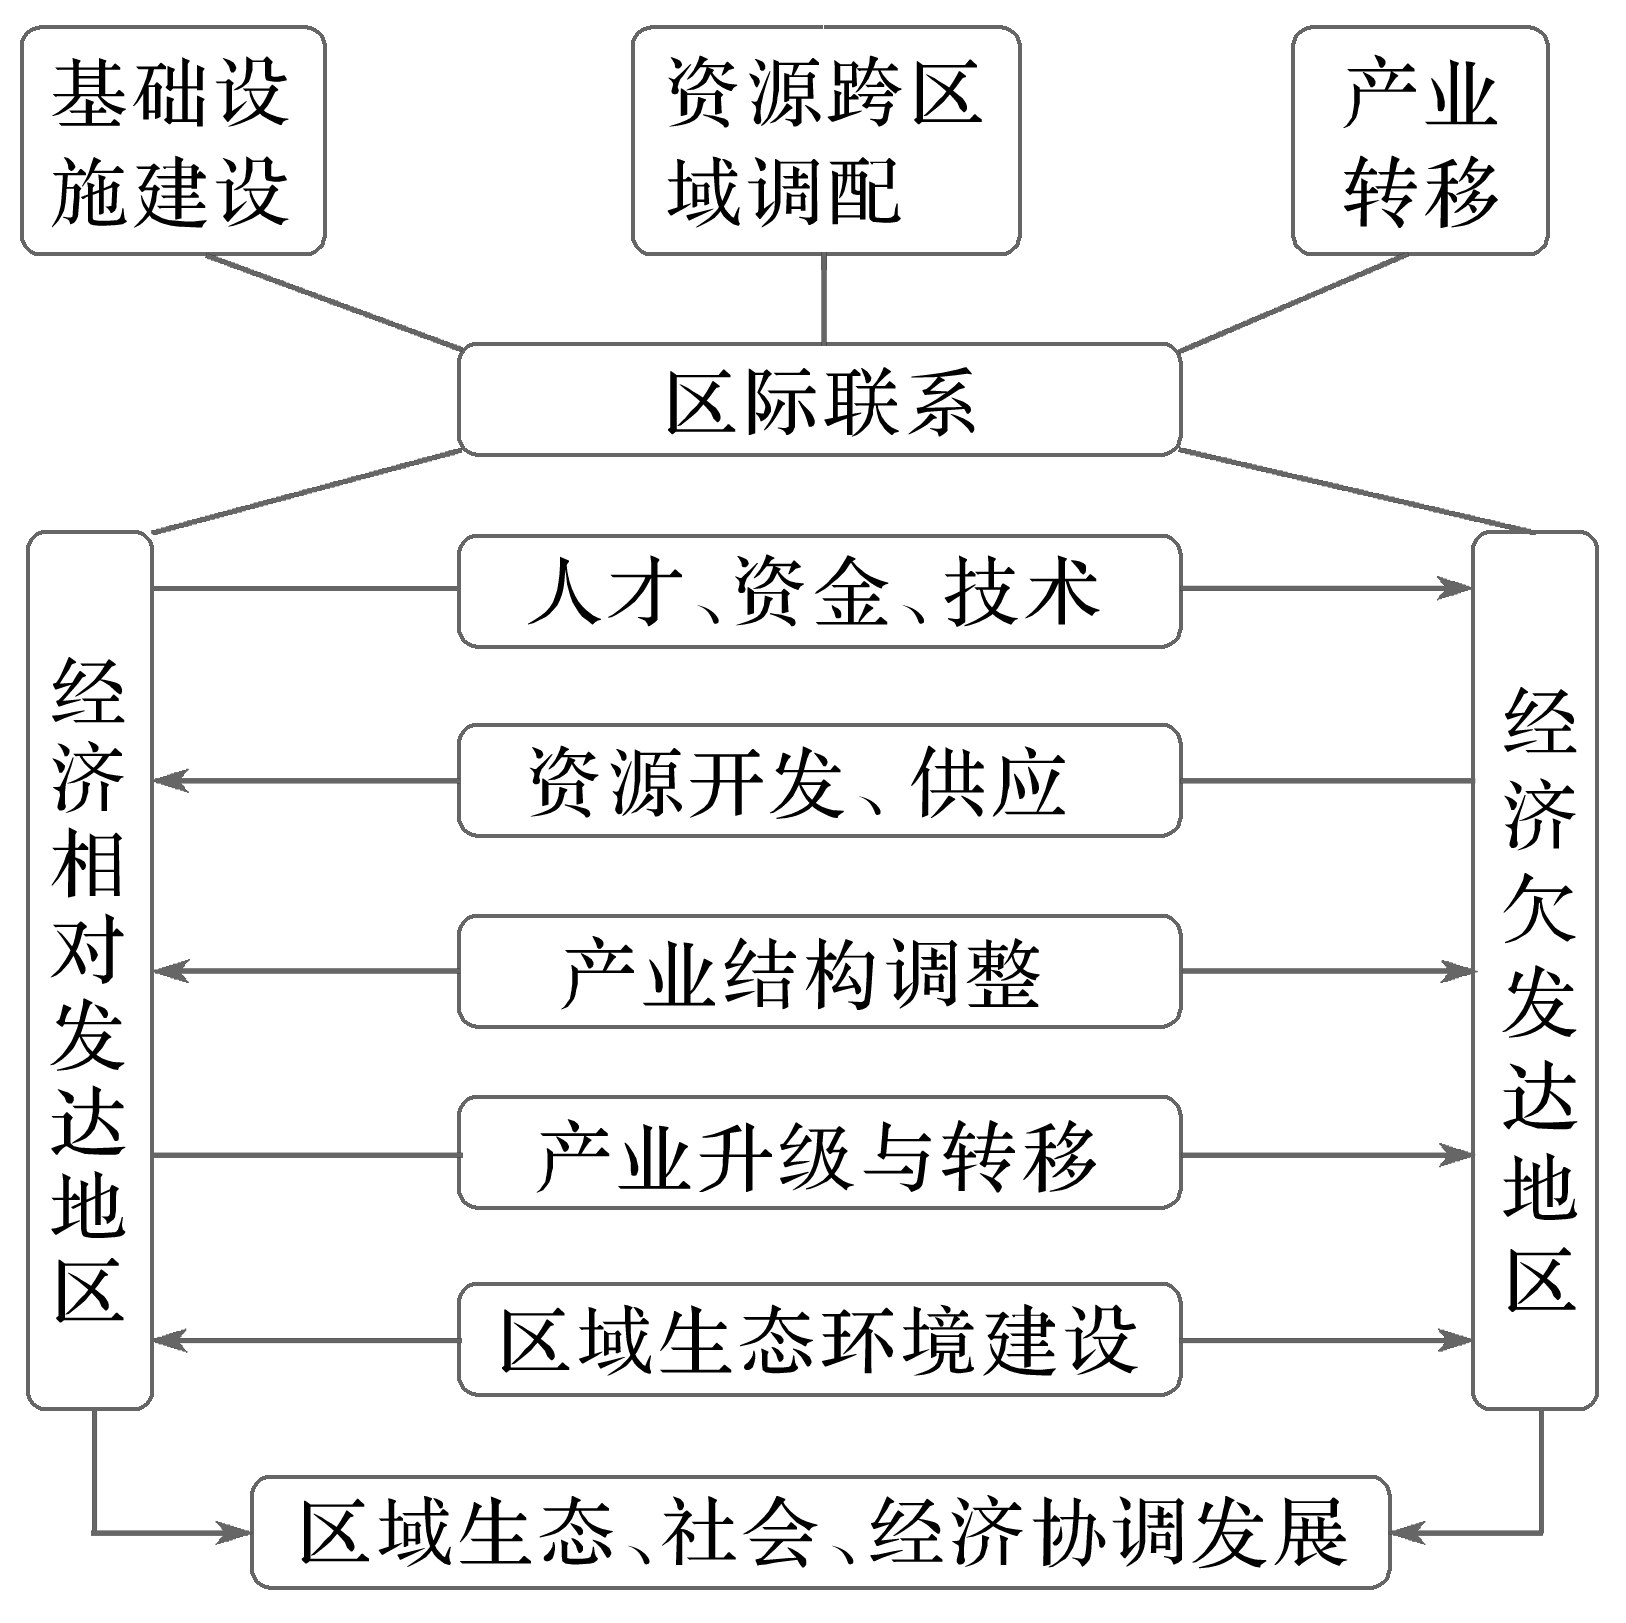 基础设
施建设
资源跨区
域调配
产业
转移
区际联系
经济相对发达地区
人才、资金、技术
资源开发、供应
产业结构调整
产业升级与转移
区域生态环境建设
经济欠发达地区
区域生态、社会、经济协调发展